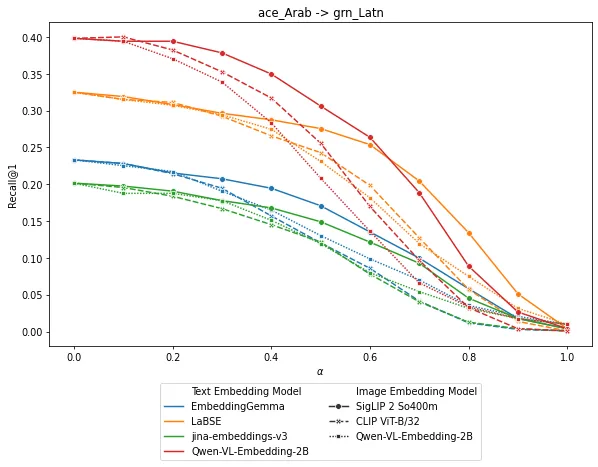 ace_Arab -> grn_Latn
Recall@1
0.40
0.35
0.30
0.25
0.20
0.15
0.10
0.05
0.00
0.0 0.2 0.4 0.6 0.8 1.0
α
Text Embedding Model
EmbeddingGemma
LaBSE
jina-embeddings-v3
Qwen-VL-Embedding-2B
Image Embedding Model
SigLIP 2 So400m
CLIP ViT-B/32
Qwen-VL-Embedding-2B